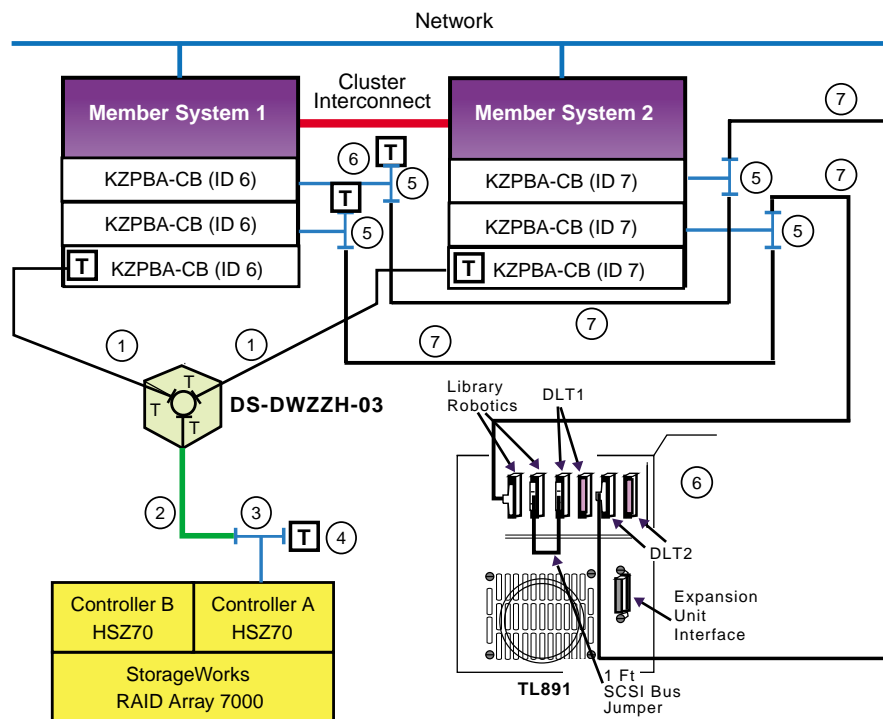 Network
Cluster
Interconnect
Member System 1
Member System 2
7
6
T
KZPBA-CB (ID 6)
5
KZPBA-CB (ID 7)
5
7
T
KZPBA-CB (ID 6)
5
KZPBA-CB (ID 7)
5
T
KZPBA-CB (ID 6)
T
KZPBA-CB (ID 7)
7
1
1
7
T
T
T
DS-DWZZH-03
Library
Robotics
DLT1
6
2
3
T
4
DLT2
Controller B
HSZ70
Controller A
HSZ70
Expansion
Unit
Interface
StorageWorks
RAID Array 7000
TL891
1 Ft
SCSI Bus
Jumper